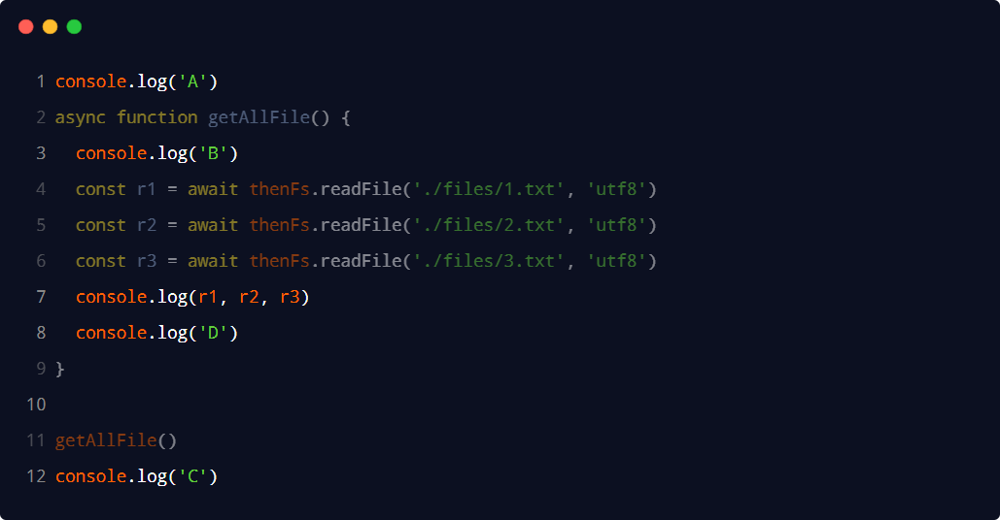 1 console.log('A')
2 async function getAllFile() {
3   console.log('B')
4   const r1 = await thenFs.readFile('./files/1.txt', 'utf8')
5   const r2 = await thenFs.readFile('./files/2.txt', 'utf8')
6   const r3 = await thenFs.readFile('./files/3.txt', 'utf8')
7   console.log(r1, r2, r3)
8   console.log('D')
9 }
10
11 getAllFile()
12 console.log('C')